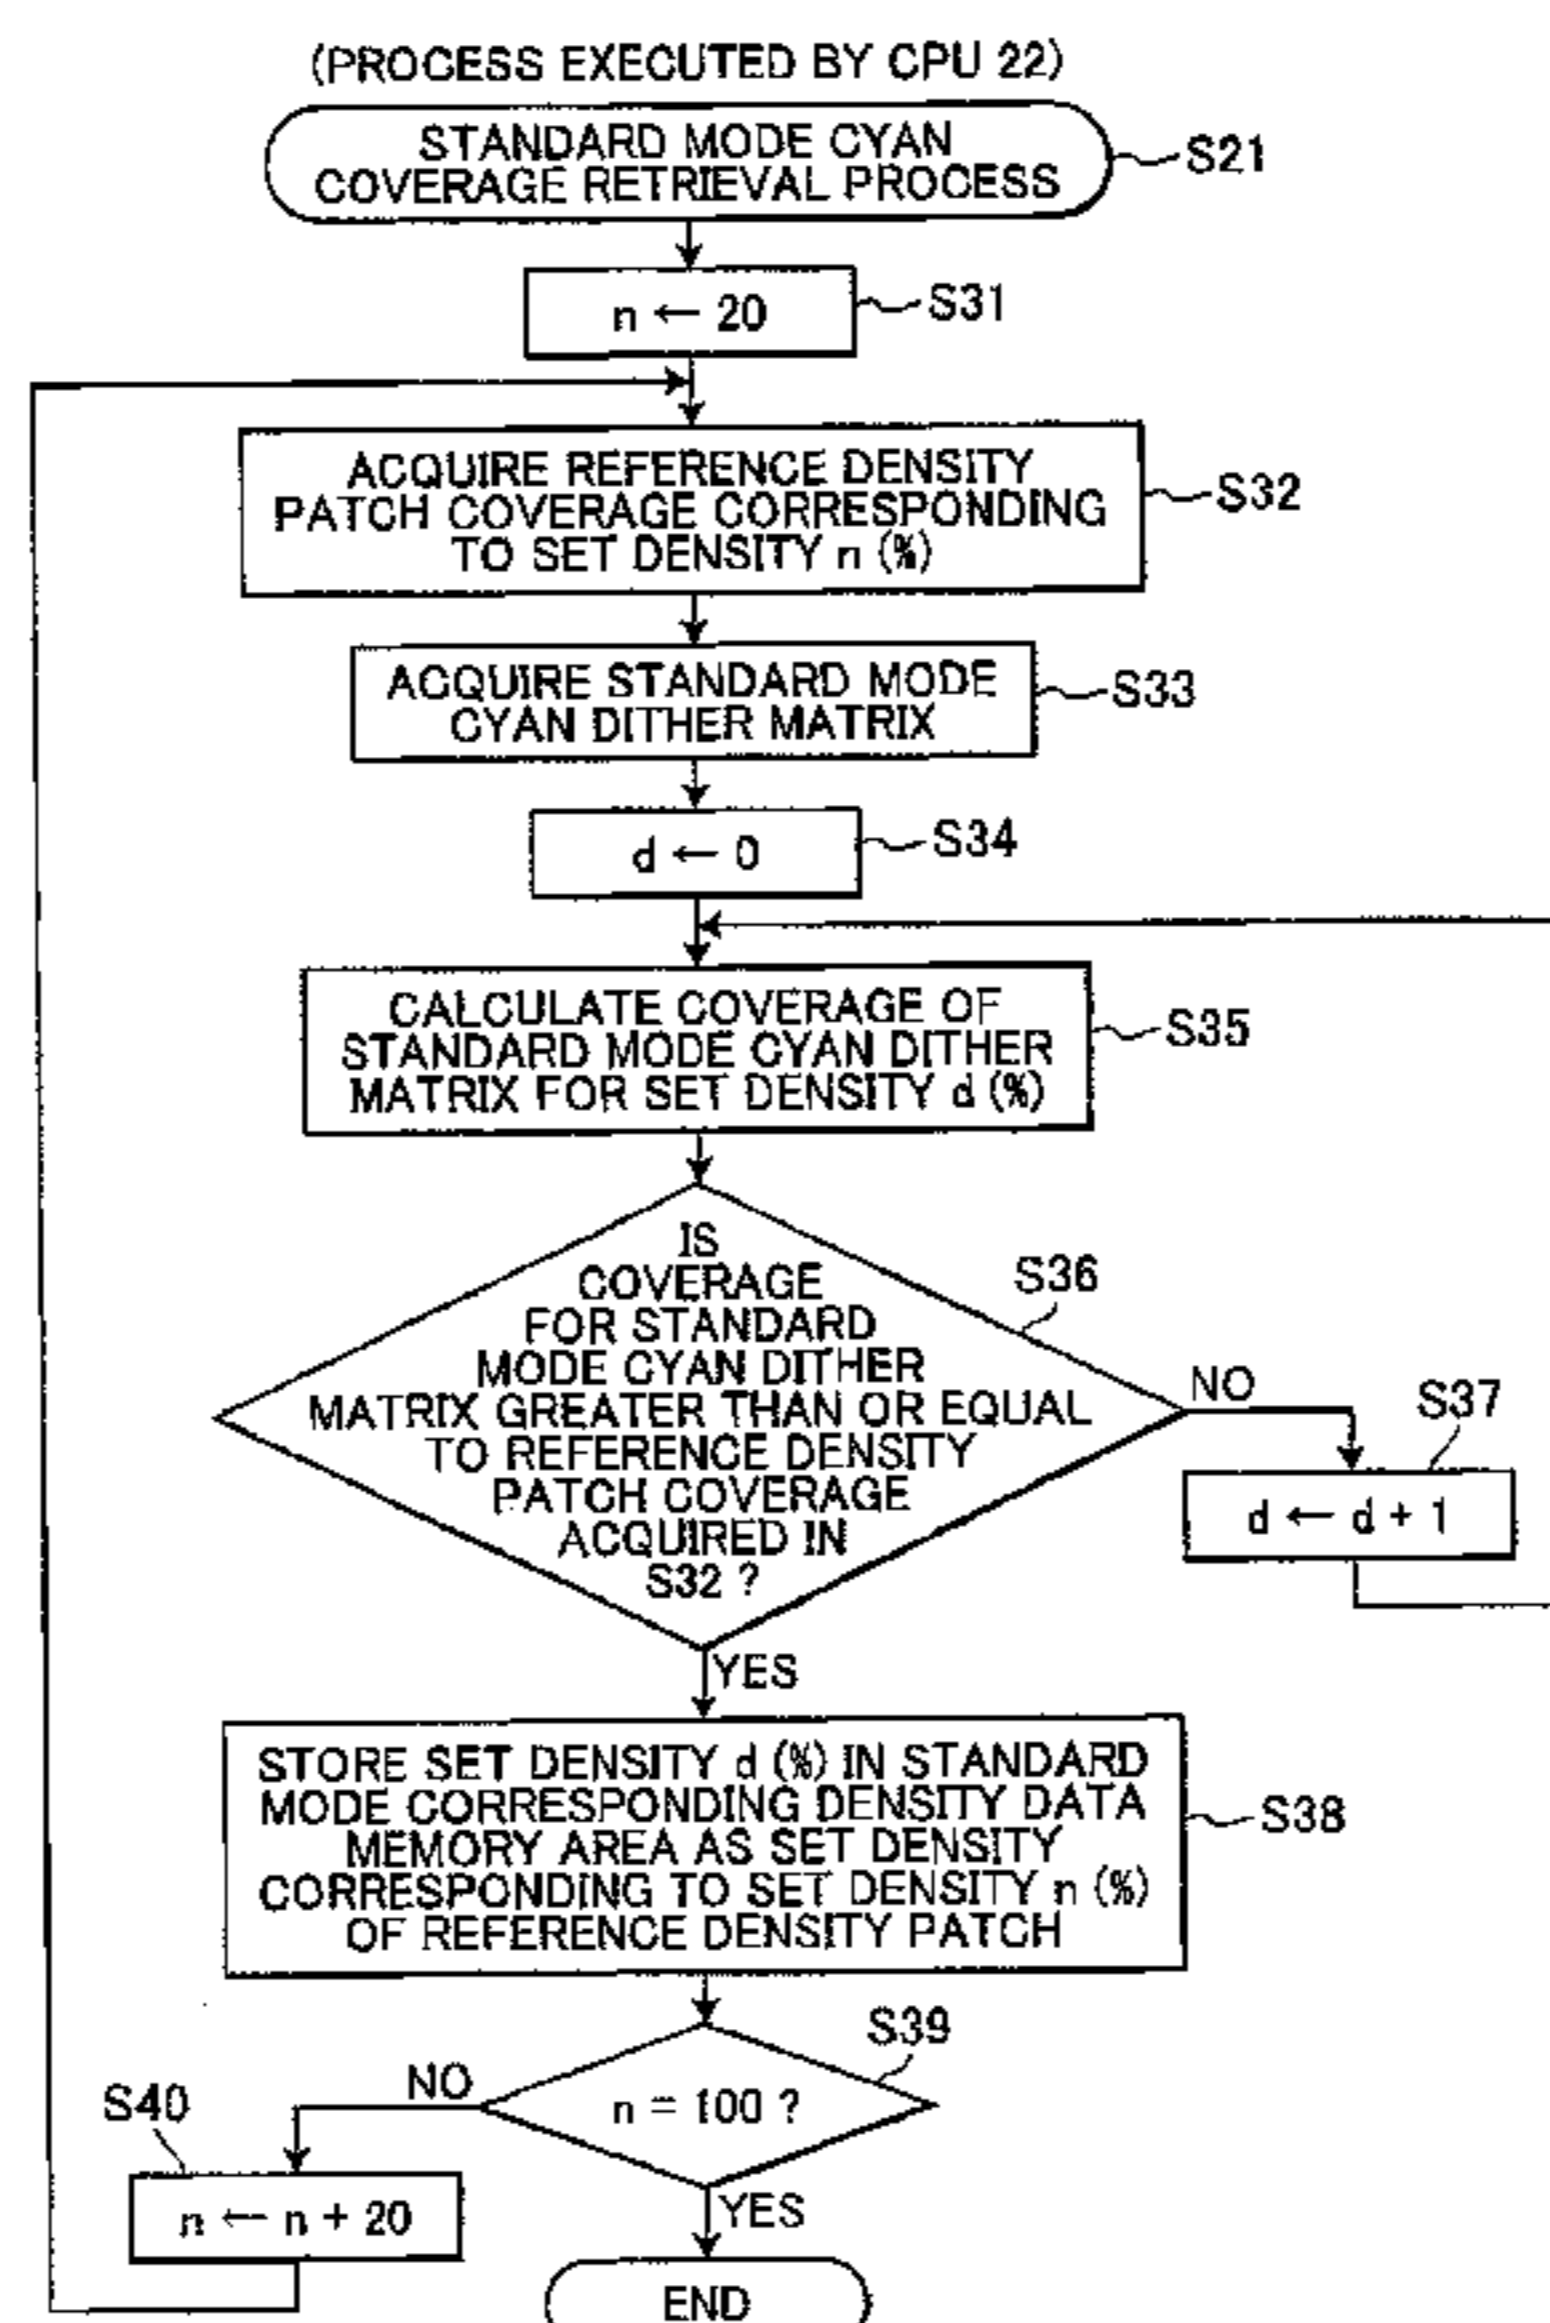 (PROCESS EXECUTED BY CPU 22)
STANDARD MODE CYAN
COVERAGE RETRIEVAL PROCESS
S21
n ← 20
S31
ACQUIRE REFERENCE DENSITY
PATCH COVERAGE CORRESPONDING
TO SET DENSITY n (%)
S32
ACQUIRE STANDARD MODE
CYAN DITHER MATRIX
S33
d ← 0
S34
CALCULATE COVERAGE OF
STANDARD MODE CYAN DITHER
MATRIX FOR SET DENSITY d (%)
S35
IS
COVERAGE
FOR STANDARD
MODE CYAN DITHER
MATRIX GREATER THAN OR EQUAL
TO REFERENCE DENSITY
PATCH COVERAGE
ACQUIRED IN
S32 ?
S36
NO
S37
d ← d + 1
YES
STORE SET DENSITY d (%) IN STANDARD
MODE CORRESPONDING DENSITY DATA
MEMORY AREA AS SET DENSITY
CORRESPONDING TO SET DENSITY n (%)
OF REFERENCE DENSITY PATCH
S38
S39
n = 100 ?
NO
S40
n ← n + 20
YES
END